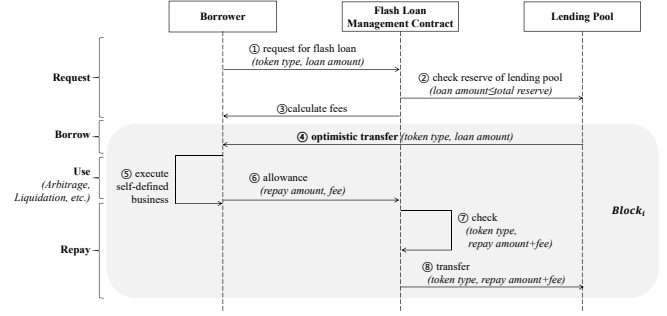 Borrower
Flash Loan
Management Contract
Lending Pool
Request
① request for flash loan
(token type, loan amount)
② check reserve of lending pool
(loan amount≤total reserve)
③calculate fees
Borrow
④ optimistic transfer (token type, loan amount)
Use
(Arbitrage,
Liquidation, etc.)
⑤ execute
self-defined
business
⑥ allowance
(repay amount, fee)
Block_t
Repay
⑦ check
(token type,
repay amount+fee)
⑧ transfer
(token type, repay amount+fee)